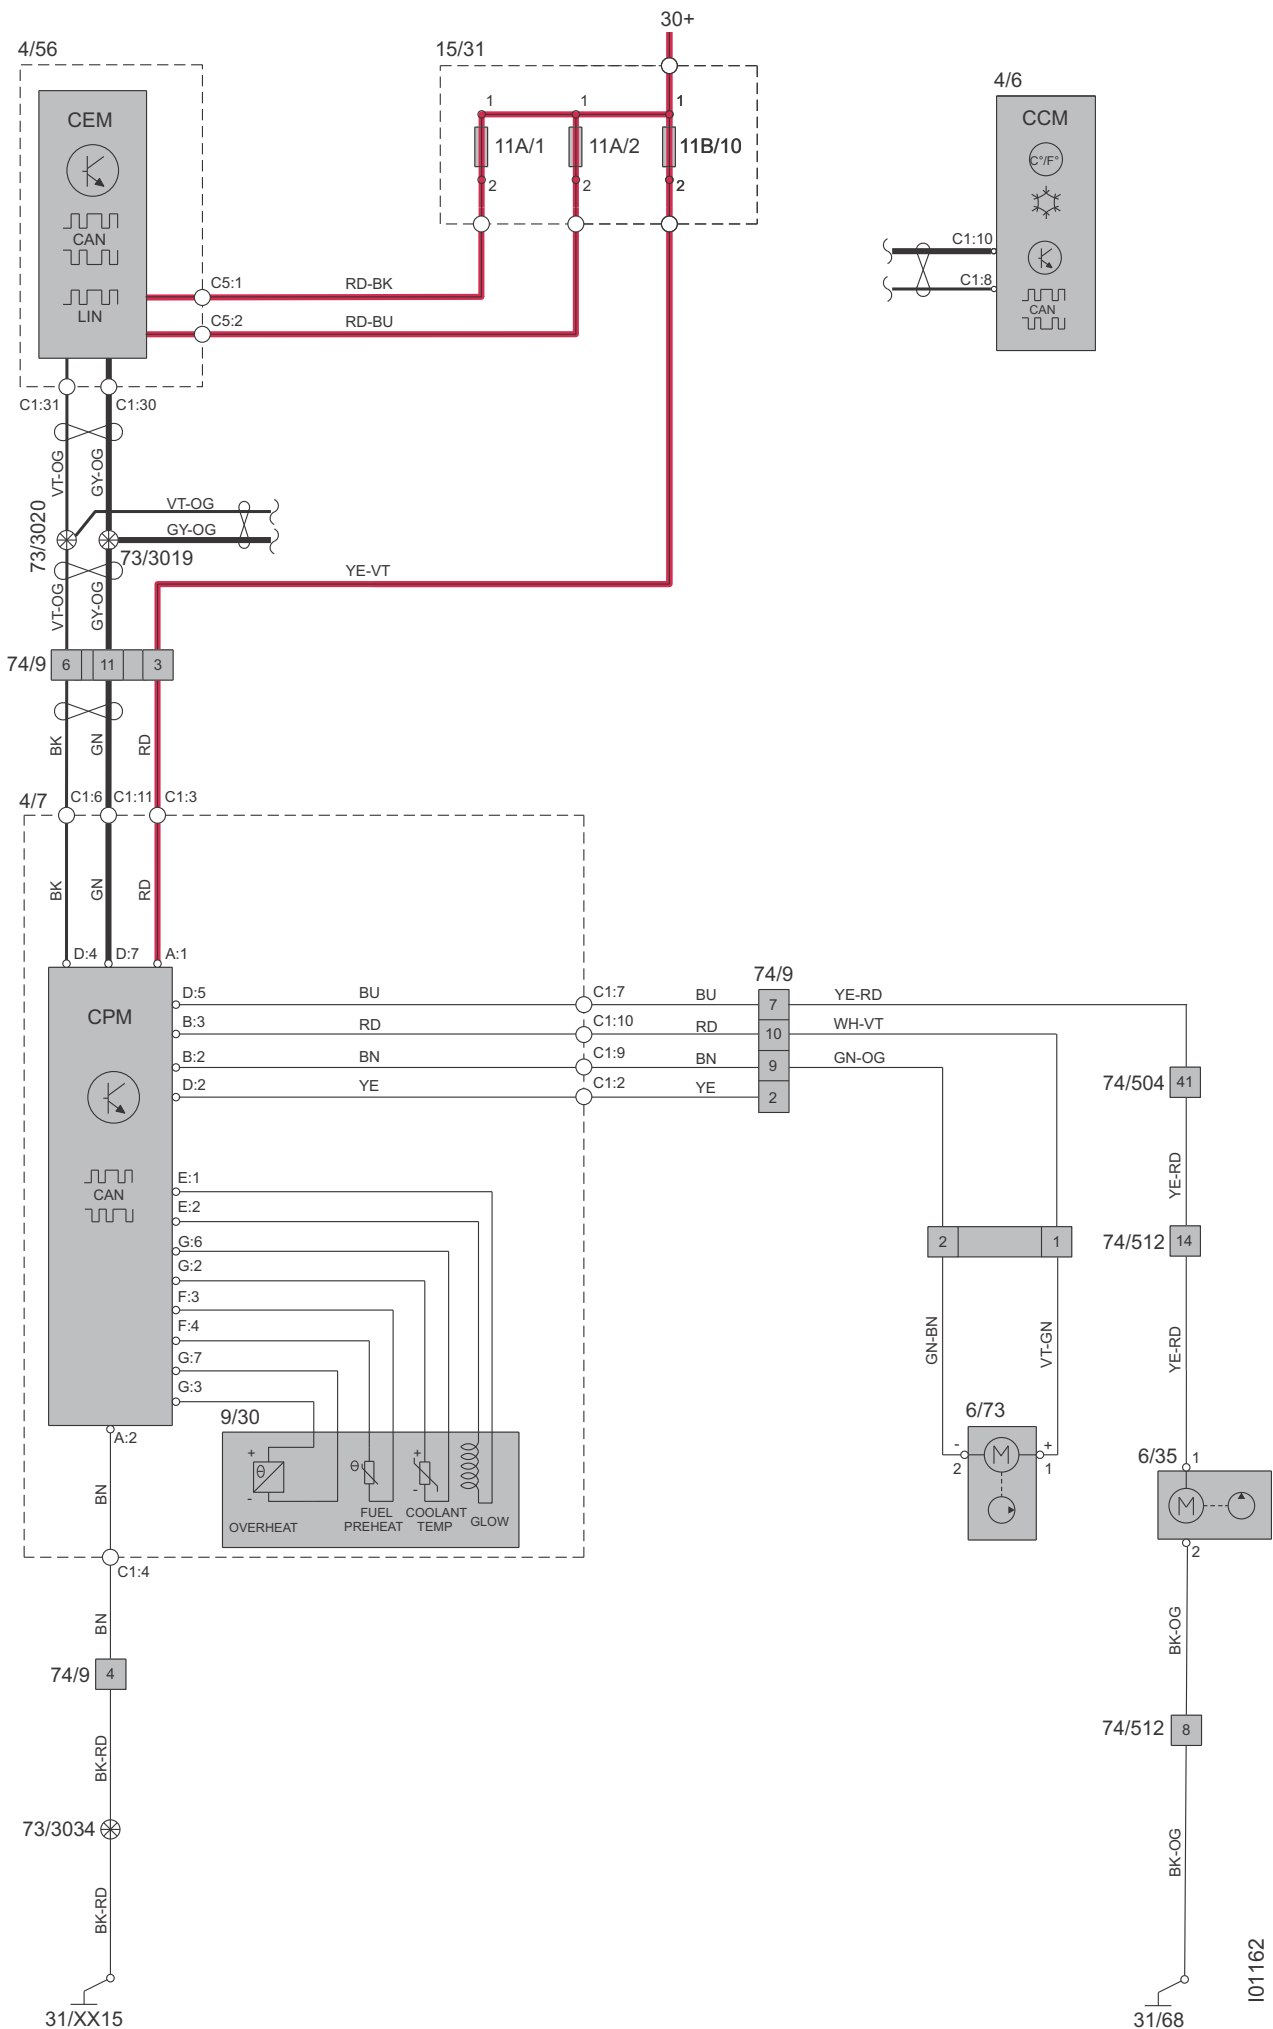 30+
4/56
15/31
4/6
CEM
CAN
LIN
1
1
1
11A/1
11A/2
11B/10
2
2
2
CCM
C°/F°
C1:10
C1:8
CAN
C5:1
RD-BK
C5:2
RD-BU
C1:31
C1:30
VT-OG
GY-OG
VT-OG
GY-OG
73/3020
73/3019
YE-VT
VT-OG
GY-OG
74/9
6
11
3
BK
GN
RD
4/7
C1:6
C1:11
C1:3
BK
GN
RD
D:4
D:7
A:1
CPM
CAN
D:5
BU
C1:7
BU
74/9
7
YE-RD
B:3
RD
C1:10
RD
10
WH-VT
B:2
BN
C1:9
BN
9
GN-OG
D:2
YE
C1:2
YE
2
74/504
41
YE-RD
E:1
E:2
G:6
G:2
F:3
F:4
G:7
G:3
2
1
74/512
14
GN-BN
VT-GN
YE-RD
9/30
+
θ
-
OVERHEAT
θ
FUEL
PREHEAT
+
-
COOLANT
TEMP
GLOW
6/73
-
2
M
+
1
6/35
1
M
2
A:2
BN
C1:4
BN
74/9
4
BK-RD
73/3034
BK-RD
31/XX15
BK-OG
74/512
8
BK-OG
31/68
I01162